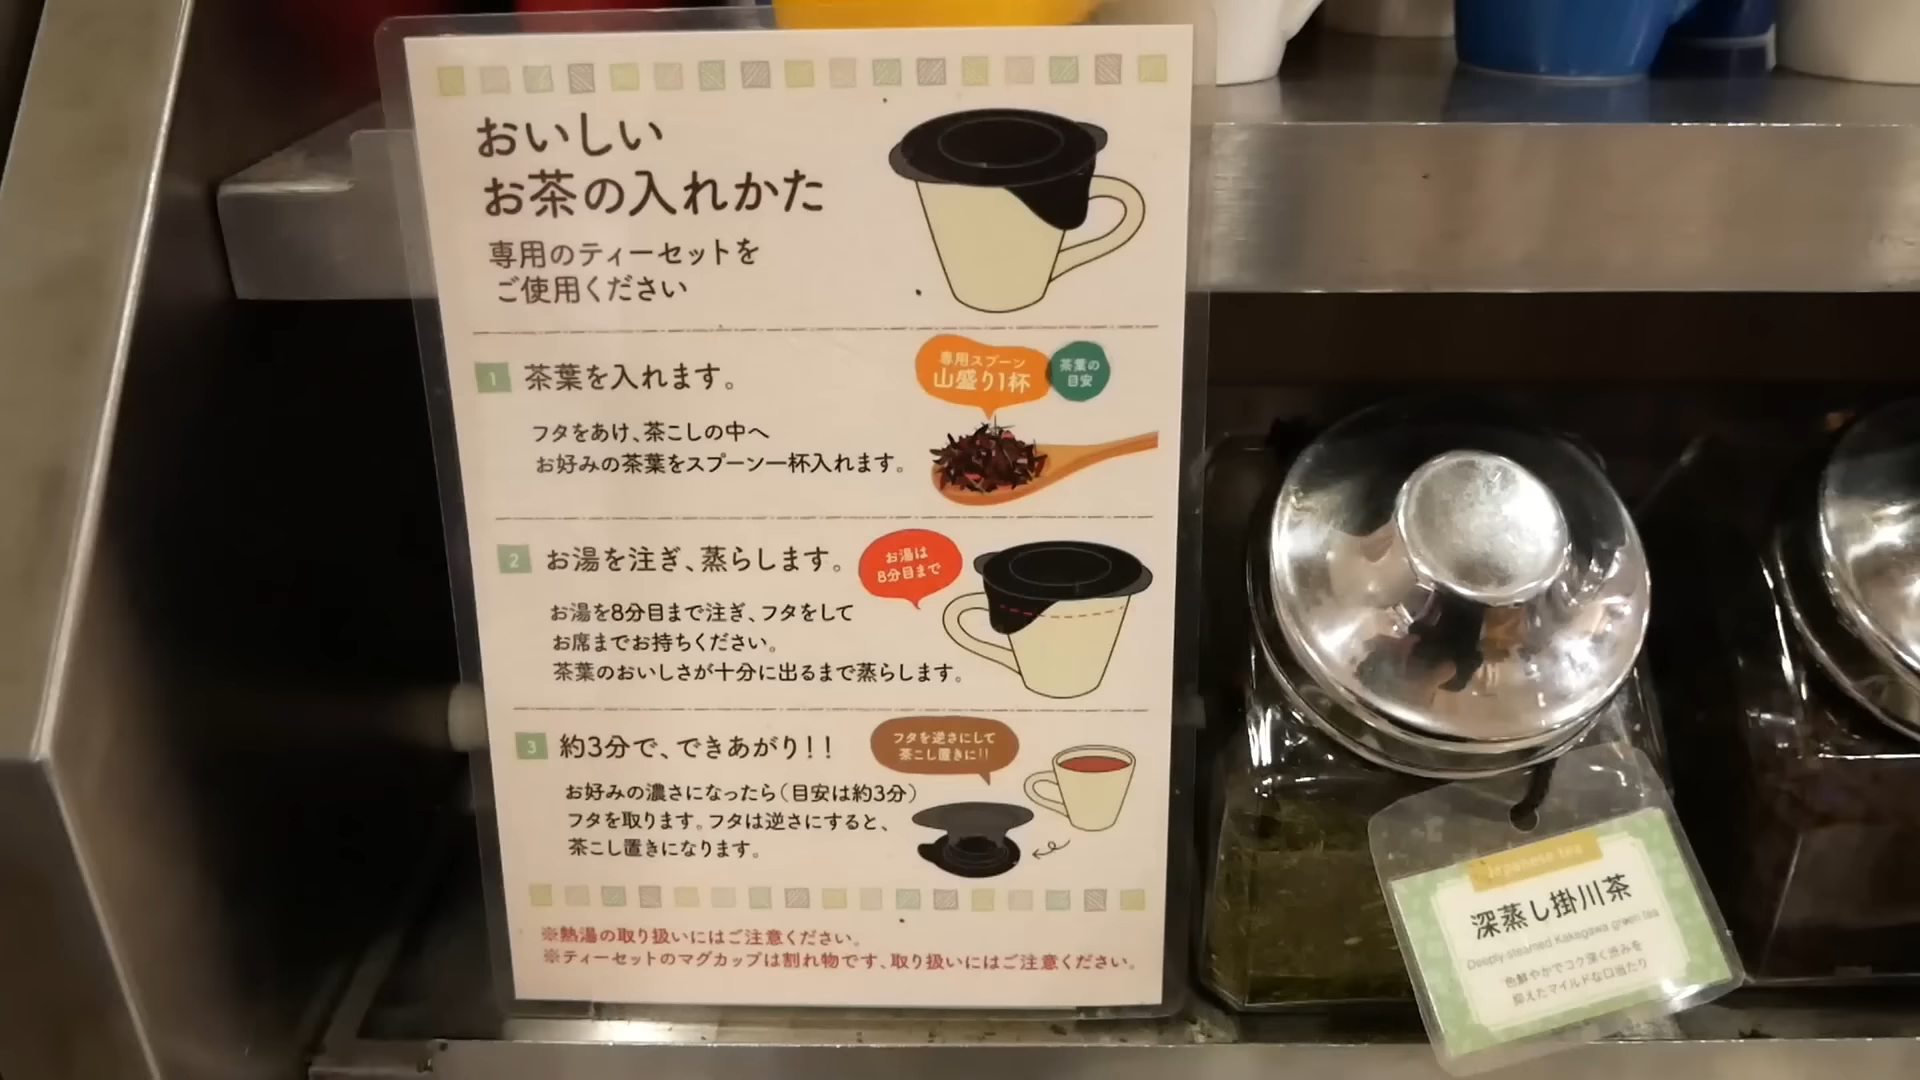 おいしい
お茶の入れかた
専用のティーセットを
ご使用ください
1 茶葉を入れます。
専用スプーン
山盛り1杯
茶葉の
目安
フタをあけ、茶こしの中へ
お好みの茶葉をスプーン一杯入れます。
2 お湯を注ぎ、蒸らします。
お湯は
8分目まで
お湯を8分目まで注ぎ、フタをして
お席までお持ちください。
茶葉のおいしさが十分に出るまで蒸らします。
3 約3分で、できあがり!!
フタを逆さにして
茶こし置きに!!
お好みの濃さになったら(目安は約3分)
フタを取ります。フタは逆さにすると、
茶こし置きになります。
※熱湯の取り扱いにはご注意ください。
※ティーセットのマグカップは割れ物です、取り扱いにはご注意ください。
Japanese tea
深蒸し掛川茶
Deeply-steamed Kakegawa green tea
色鮮やかでコク深く渋みを
抑えたマイルドな口当たり